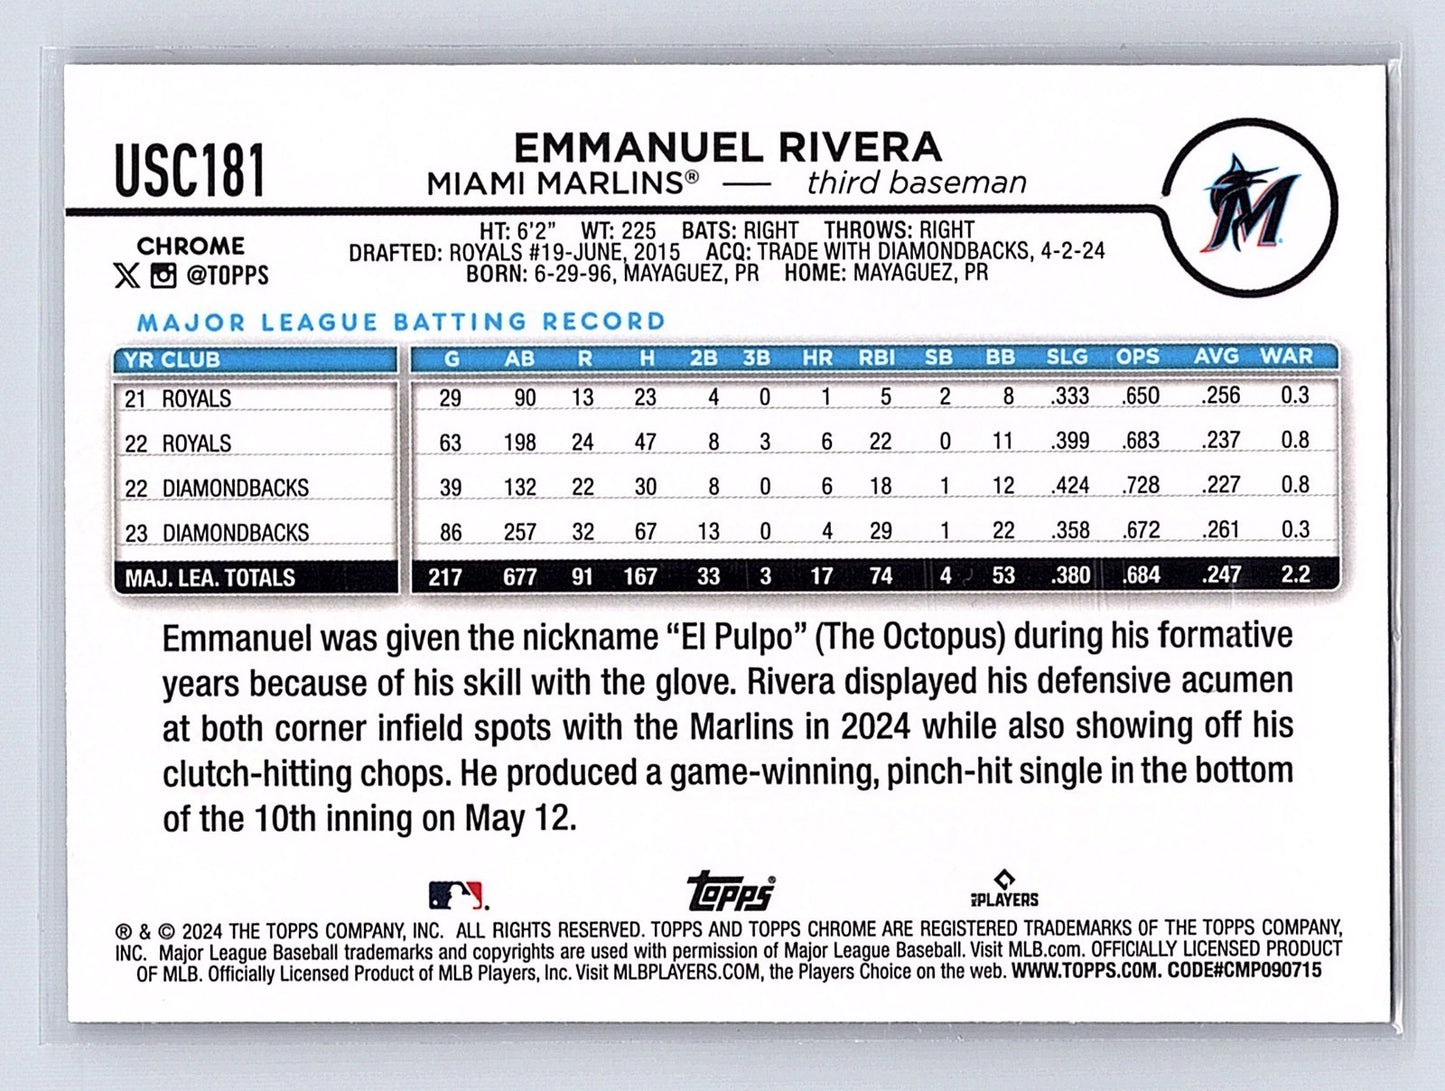 USC181
EMMANUEL RIVERA
MIAMI MARLINS® — third baseman
CHROME
@TOPPS
HT: 6'2" WT: 225 BATS: RIGHT THROWS: RIGHT
DRAFTED: ROYALS #19-JUNE, 2015 ACQ: TRADE WITH DIAMONDBACKS, 4-2-24
BORN: 6-29-96, MAYAGUEZ, PR HOME: MAYAGUEZ, PR
MAJOR LEAGUE BATTING RECORD
YR CLUB G AB R H 2B 3B HR RBI SB BB SLG OPS AVG WAR
21 ROYALS 29 90 13 23 4 0 1 5 2 8 .333 .650 .256 0.3
22 ROYALS 63 198 24 47 8 3 6 22 0 11 .399 .683 .237 0.8
22 DIAMONDBACKS 39 132 22 30 8 0 6 18 1 12 .424 .728 .227 0.8
23 DIAMONDBACKS 86 257 32 67 13 0 4 29 1 22 .358 .672 .261 0.3
MAJ. LEA. TOTALS 217 677 91 167 33 3 17 74 4 53 .380 .684 .247 2.2
Emmanuel was given the nickname “El Pulpo” (The Octopus) during his formative
years because of his skill with the glove. Rivera displayed his defensive acumen
at both corner infield spots with the Marlins in 2024 while also showing off his
clutch-hitting chops. He produced a game-winning, pinch-hit single in the bottom
of the 10th inning on May 12.
Topps®
MLB PLAYERS
® & © 2024 THE TOPPS COMPANY, INC. ALL RIGHTS RESERVED. TOPPS AND TOPPS CHROME ARE REGISTERED TRADEMARKS OF THE TOPPS COMPANY,
INC. Major League Baseball trademarks and copyrights are used with permission of Major League Baseball. Visit MLB.com. OFFICIALLY LICENSED PRODUCT
OF MLB. Officially Licensed Product of MLB Players, Inc. Visit MLBPLAYERS.COM, the Players Choice on the web. WWW.TOPPS.COM. CODE#CMP090715